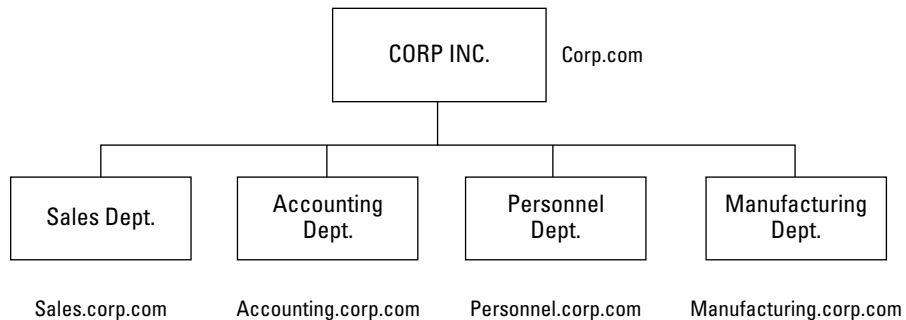 CORP INC.
Corp.com
Sales Dept.
Accounting
Dept.
Personnel
Dept.
Manufacturing
Dept.
Sales.corp.com
Accounting.corp.com
Personnel.corp.com
Manufacturing.corp.com